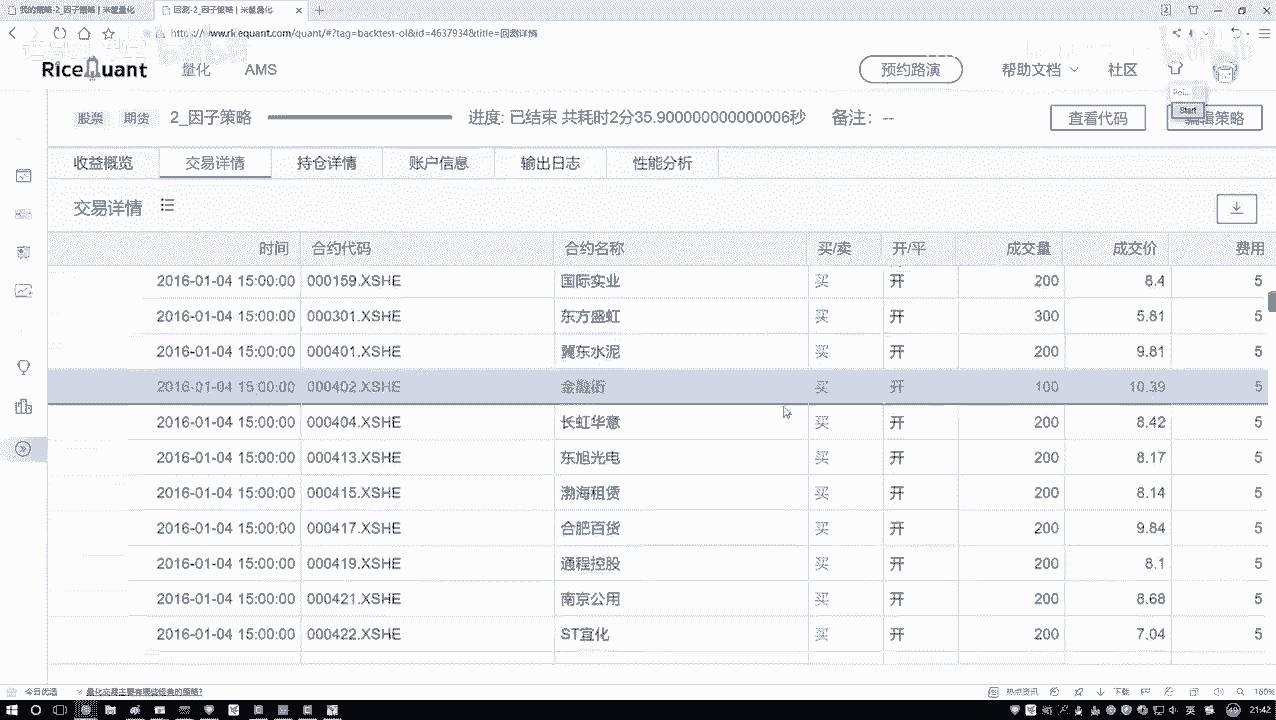 我的策略-2_因子策略 | 米筐量化 回测-2_因子策略 | 米筐量化
https://www.ricequant.com/quant/#?tag=backtest-ol&id=4637934&title=回测详情
RiceQuant 量化 AMS 预约路演 帮助文档 社区
股票 期货 2_因子策略 进度: 已结束 共耗时2分35.900000000000006秒 备注: -- 查看代码 编辑策略
Start
收益概览 交易详情 持仓详情 账户信息 输出日志 性能分析
交易详情
时间 合约代码 合约名称 买/卖 开/平 成交量 成交价 费用
2016-01-04 15:00:00 000159.XSHE 国际实业 买 开 200 8.4 5
2016-01-04 15:00:00 000301.XSHE 东方盛虹 买 开 300 5.81 5
2016-01-04 15:00:00 000401.XSHE 冀东水泥 买 开 200 9.81 5
2016-01-04 15:00:00 000402.XSHE 金融街 买 开 100 10.39 5
2016-01-04 15:00:00 000404.XSHE 长虹华意 买 开 200 8.42 5
2016-01-04 15:00:00 000413.XSHE 东旭光电 买 开 200 8.17 5
2016-01-04 15:00:00 000415.XSHE 渤海租赁 买 开 200 8.14 5
2016-01-04 15:00:00 000417.XSHE 合肥百货 买 开 200 9.84 5
2016-01-04 15:00:00 000419.XSHE 通程控股 买 开 200 8.1 5
2016-01-04 15:00:00 000421.XSHE 南京公用 买 开 200 8.68 5
2016-01-04 15:00:00 000422.XSHE ST宜化 买 开 200 7.04 5
今日优选 量化交易主要有哪些经典的策略? 热点资讯 下载 160%
英 21:42